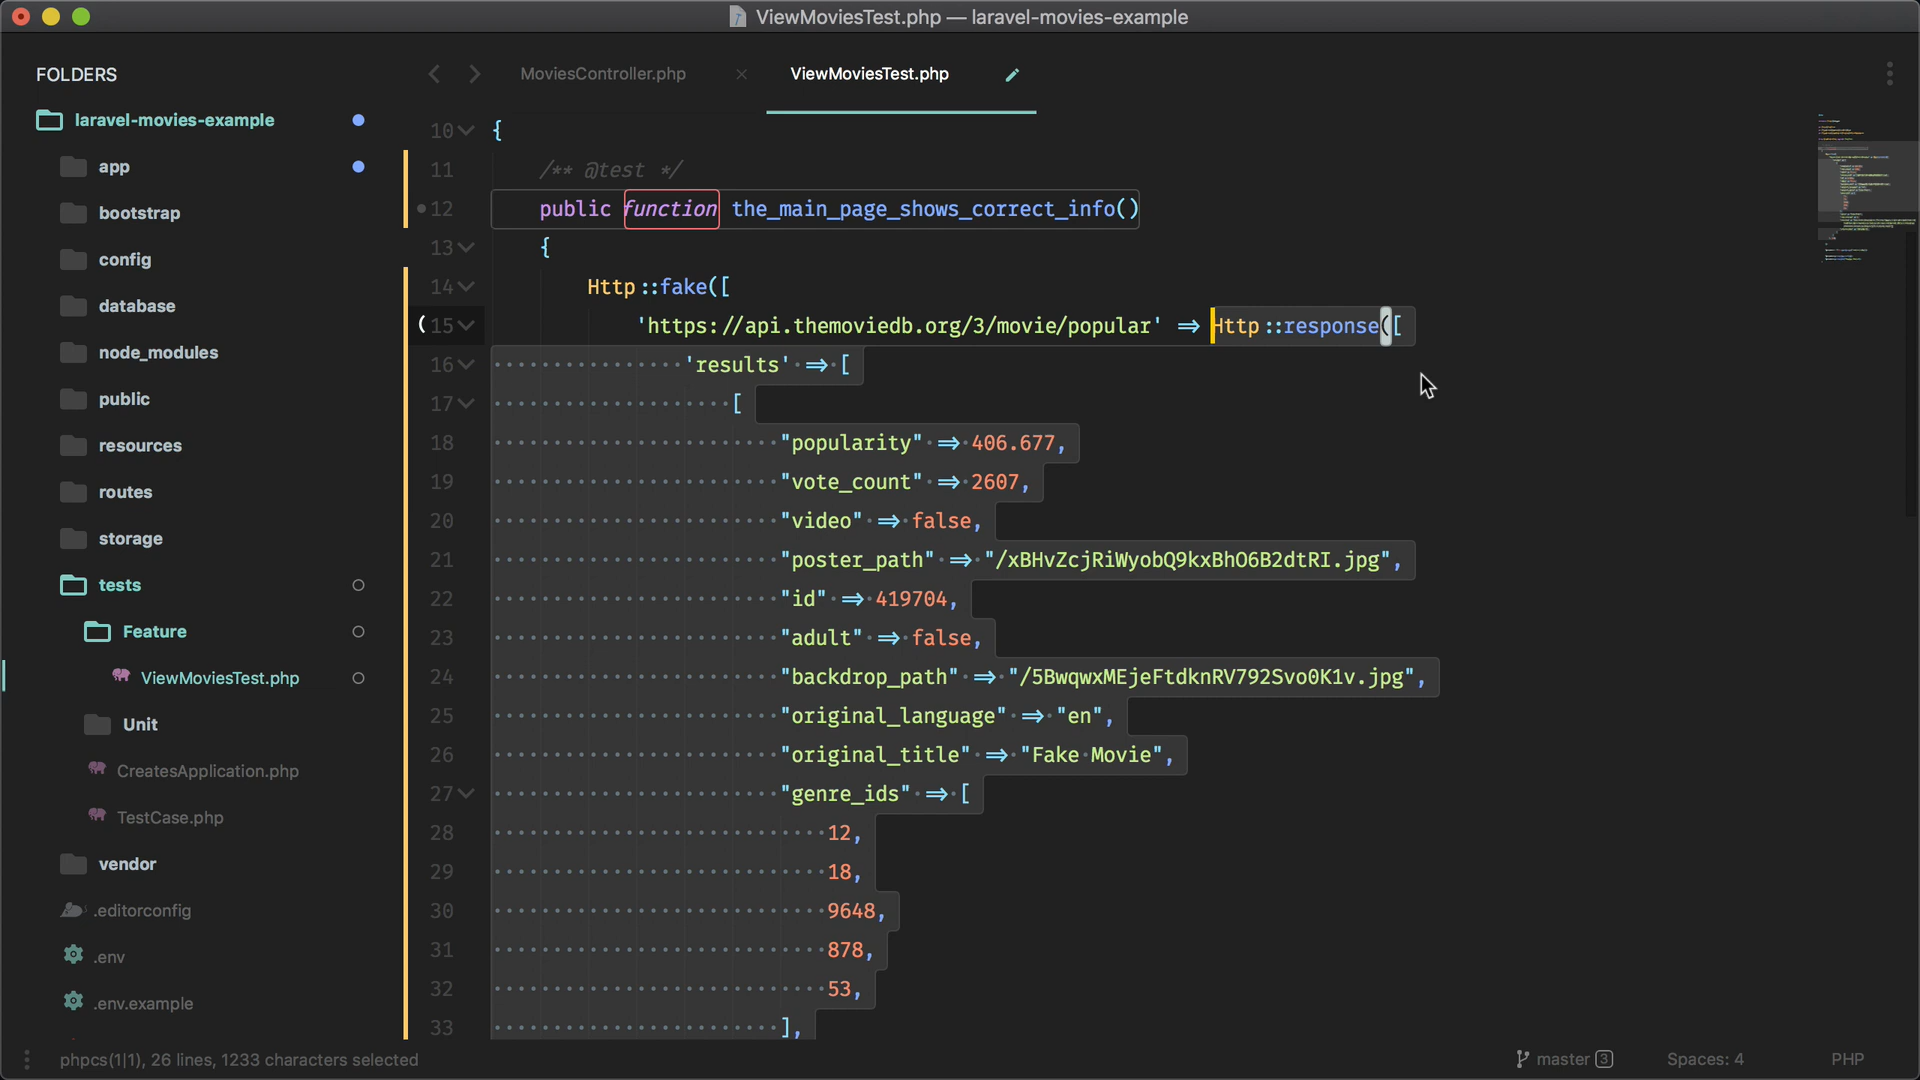 ViewMoviesTest.php — laravel-movies-example
FOLDERS
laravel-movies-example
app
bootstrap
config
database
node_modules
public
resources
routes
storage
tests
Feature
ViewMoviesTest.php
Unit
CreatesApplication.php
TestCase.php
vendor
.editorconfig
.env
.env.example
MoviesController.php
ViewMoviesTest.php
10 {
11 /** @test */
12 public function the_main_page_shows_correct_info()
13 {
14 Http::fake([
15 'https://api.themoviedb.org/3/movie/popular' => Http::response([
16 'results' => [
17 [
18 "popularity" => 406.677,
19 "vote_count" => 2607,
20 "video" => false,
21 "poster_path" => "/xBHvZcjRiWyobQ9kxBhO6B2dtRI.jpg",
22 "id" => 419704,
23 "adult" => false,
24 "backdrop_path" => "/5BwqwxMEjeFtdknRV792Svo0K1v.jpg",
25 "original_language" => "en",
26 "original_title" => "Fake Movie",
27 "genre_ids" => [
28 12,
29 18,
30 9648,
31 878,
32 53,
33 ],
phpcs(1|1), 26 lines, 1233 characters selected
master 3
Spaces: 4
PHP